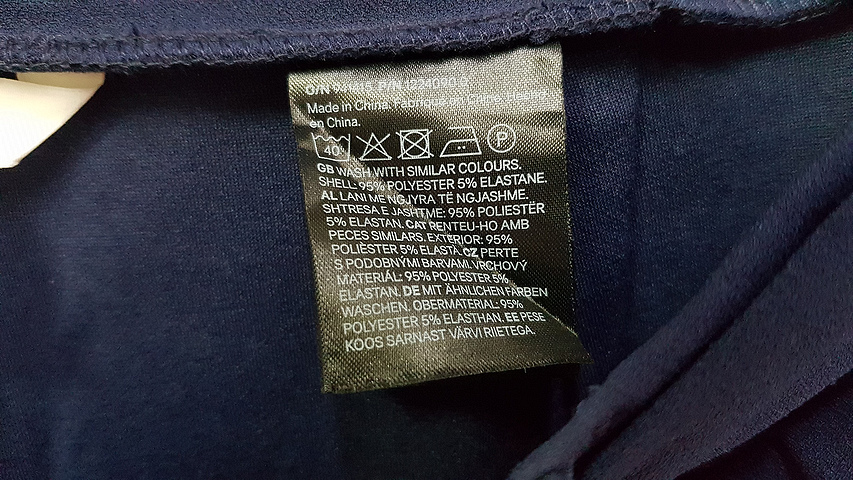 O/N
Made in China. Fabriqué en Chine. Hecho
en China.
40
P
GB WASH WITH SIMILAR COLOURS.
SHELL: 95% POLYESTER 5% ELASTANE.
AL LANI ME NGJYRA TË NGJASHME.
SHTRESA E JASHTME: 95% POLIESTËR
5% ELASTAN. CAT RENTEU-HO AMB
PECES SIMILARS. EXTERIOR: 95%
POLIÈSTER 5% ELASTÀ. CZ PERTE
S PODOBNÝMI BARVAMI. VRCHOVÝ
MATERIÁL: 95% POLYESTER 5%
ELASTAN. DE MIT ÄHNLICHEN FARBEN
WASCHEN. OBERMATERIAL: 95%
POLYESTER 5% ELASTHAN. EE PESE
KOOS SARNAST VÄRVI RIIETEGA.